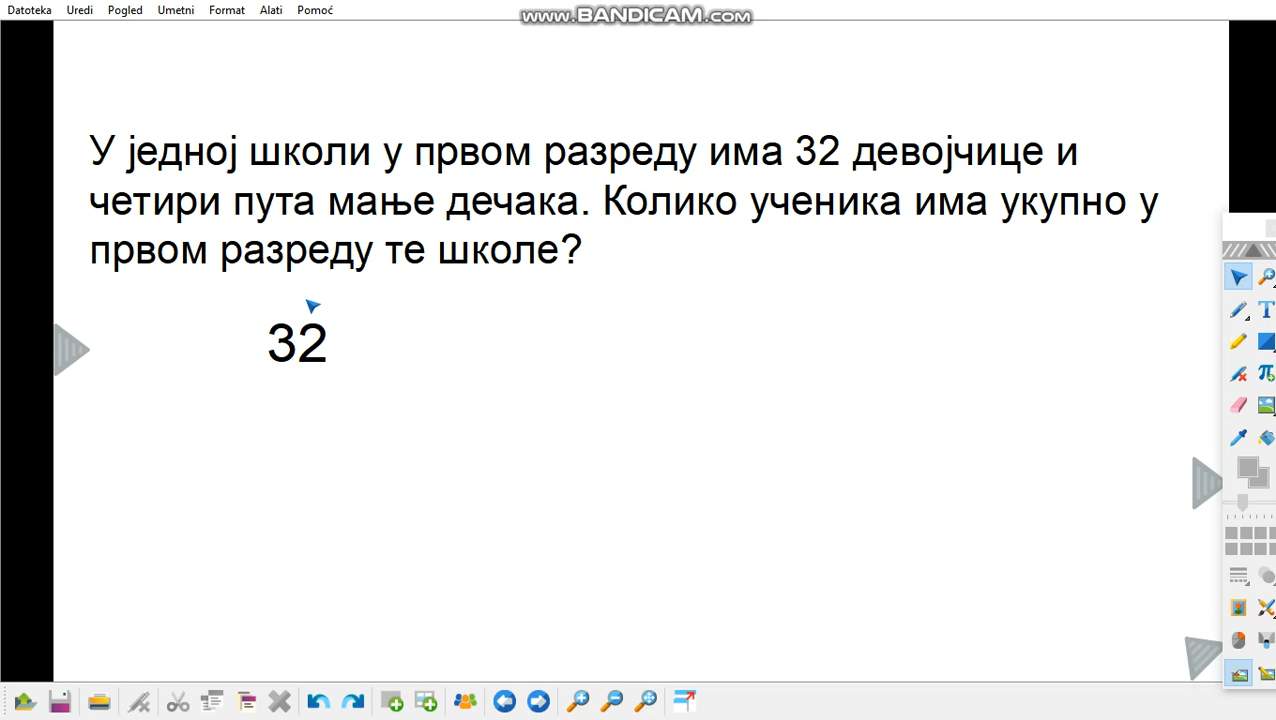 Datoteka Uredi Pogled Umetni Format Alati Pomoć
www.BANDICAM.com
У једној школи у првом разреду има 32 девојчице и
четири пута мање дечака. Колико ученика има укупно у
првом разреду те школе?
32